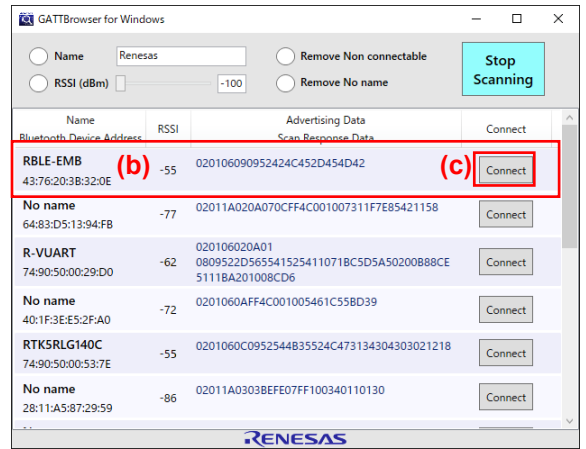 GATTBrowser for Windows
Name Renesas Remove Non connectable
RSSI (dBm) -100 Remove No name
Stop
Scanning
Name RSSI Advertising Data Connect
Bluetooth Device Address Scan Response Data
RBLE-EMB (b) -55 020106090952424C452D454D42 (c) Connect
43:76:20:3B:32:0E
No name -77 02011A020A070CFF4C001007311F7E85421158 Connect
64:83:D5:13:94:FB
R-VUART -62 020106020A01 Connect
74:90:50:00:29:D0 0809522D565541525411071BC5D5A50200B88CE
5111BA201008CD6
No name -72 0201060AFF4C001005461C55BD39 Connect
40:1F:3E:E5:2F:A0
RTK5RLG140C -55 0201060C0952544B35524C473134304303021218 Connect
74:90:50:00:53:7E
No name -86 02011A0303BEFE07FF100340110130 Connect
28:11:A5:87:29:59
RENESAS